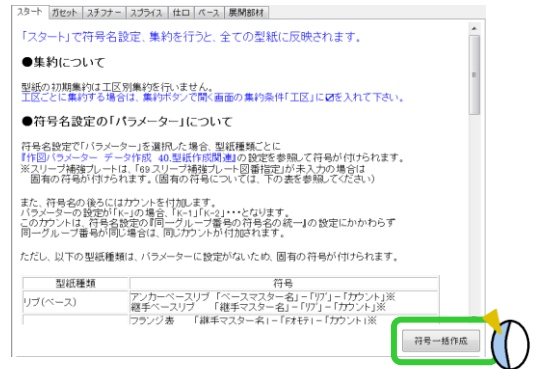 スタート ガセット ステフナー スプライス 仕口 ベース 展開部材
「スタート」で符号名設定、集約を行うと、全ての型紙に反映されます。
●集約について
型紙の初期集約は工区別集約を行いません。
工区ごとに集約する場合は、集約ボタンで開く画面の集約条件「工区」に☑を入れて下さい。
●符号名設定の「パラメーター」について
符号名設定で「パラメーター」を選択した場合、型紙種類ごとに
『作図パラメーター データ作成 40.型紙作成関連』の設定を参照して符号が付けられます。
※スリーブ補強プレートは、「69スリーブ補強プレート図番指定」が未入力の場合は
固有の符号が付けられます。(固有の符号については、下の表を参照してください)
また、符号名の後ろにはカウントを付加します。
パラメーターの設定が「K-」の場合、「K-1」「K-2」・・・となります。
このカウントは、符号名設定の『同一グループ番号の符号名の統一』の設定にかかわらず
同一グループ番号が同じ場合は、同じカウントが付加されます。
ただし、以下の型紙種類は、パラメーターに設定がないため、固有の符号が付けられます。
型紙種類 符号
リブ(ベース) アンカーベースリブ 「ベースマスター名」-「リブ」-「カウント」※
継手ベースリブ 「継手マスター名」-「リブ」-「カウント」※
フランジ表 「継手マスター名」-「Fオモテ」-「カウント」※
符号一括作成